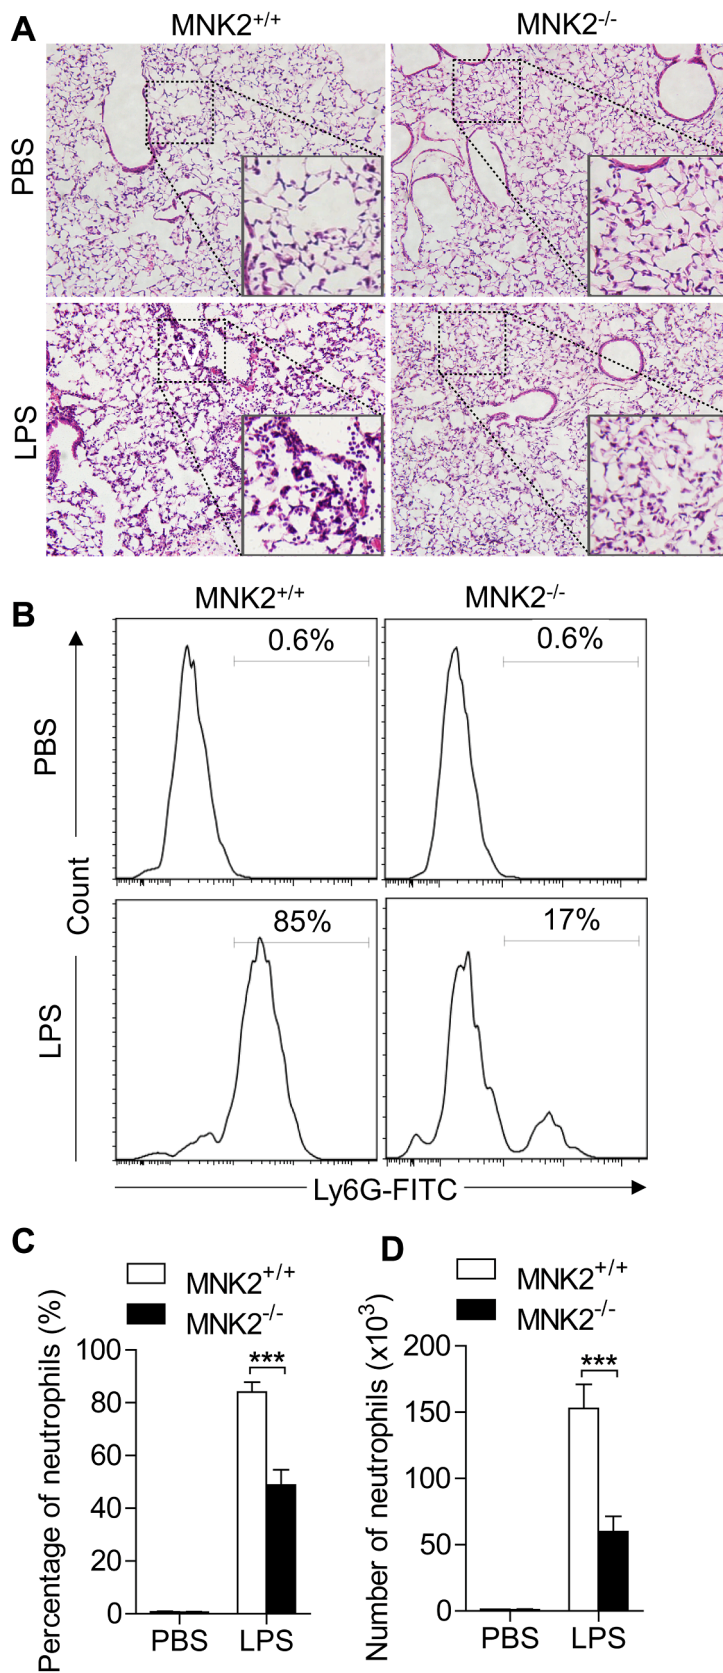 A
MNK2+/+
MNK2-/-
PBS
LPS
V
B
MNK2+/+
MNK2-/-
0.6%
0.6%
PBS
Count
85%
17%
LPS
Ly6G-FITC
C
MNK2+/+
MNK2-/-
Percentage of neutrophils (%)
100
80
60
40
20
0
***
PBS
LPS
D
MNK2+/+
MNK2-/-
Number of neutrophils (x10³)
200
150
100
50
0
***
PBS
LPS